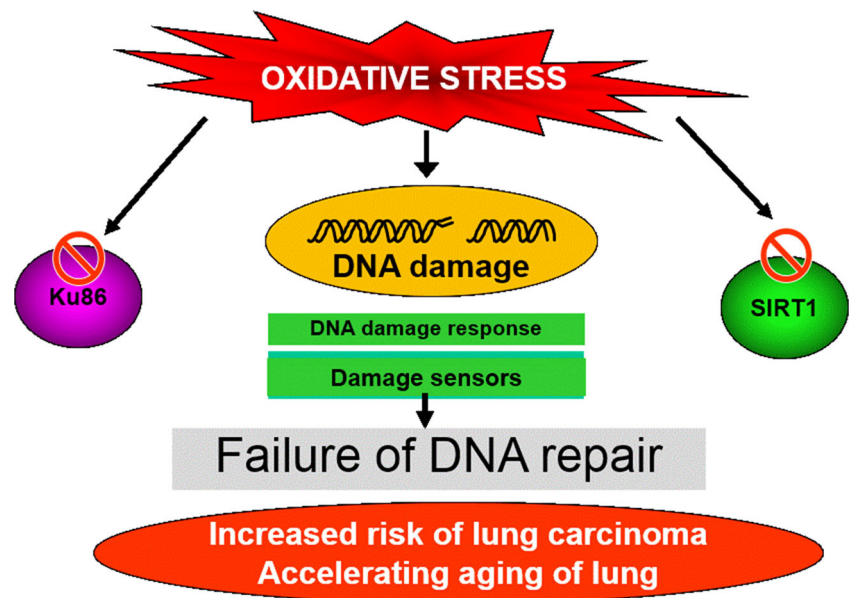 OXIDATIVE STRESS
DNA damage
Ku86
SIRT1
DNA damage response
Damage sensors
Failure of DNA repair
Increased risk of lung carcinoma
Accelerating aging of lung